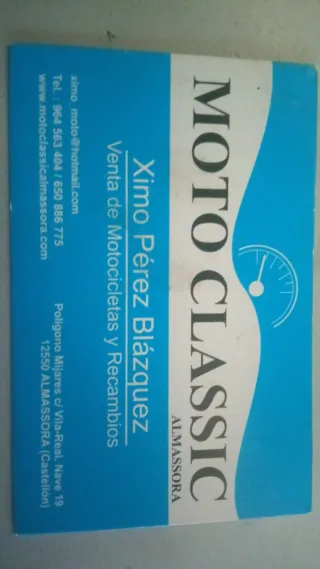 MOTO CLASSIC
ALMASSORA
Ximo Pérez Blázquez
Venta de Motocicletas y Recambios
ximo_moto@hotmail.com
Tel.: 964 563 404 / 650 886 775
www.motoclassicalmassora.com
Polígono Mijares c/ Vila-Real, Nave 19
12550 ALMASSORA (Castellón)